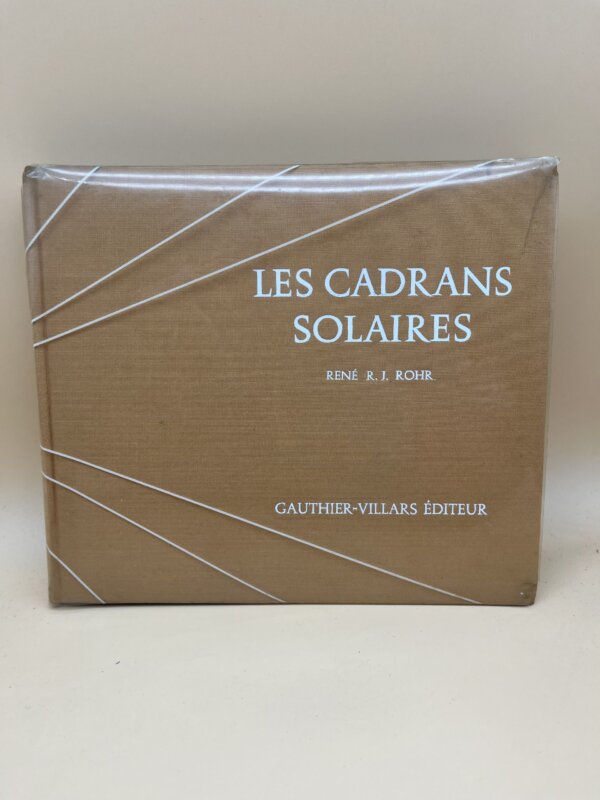 LES CADRANS
SOLAIRES
RENÉ R. J. ROHR
GAUTHIER-VILLARS ÉDITEUR